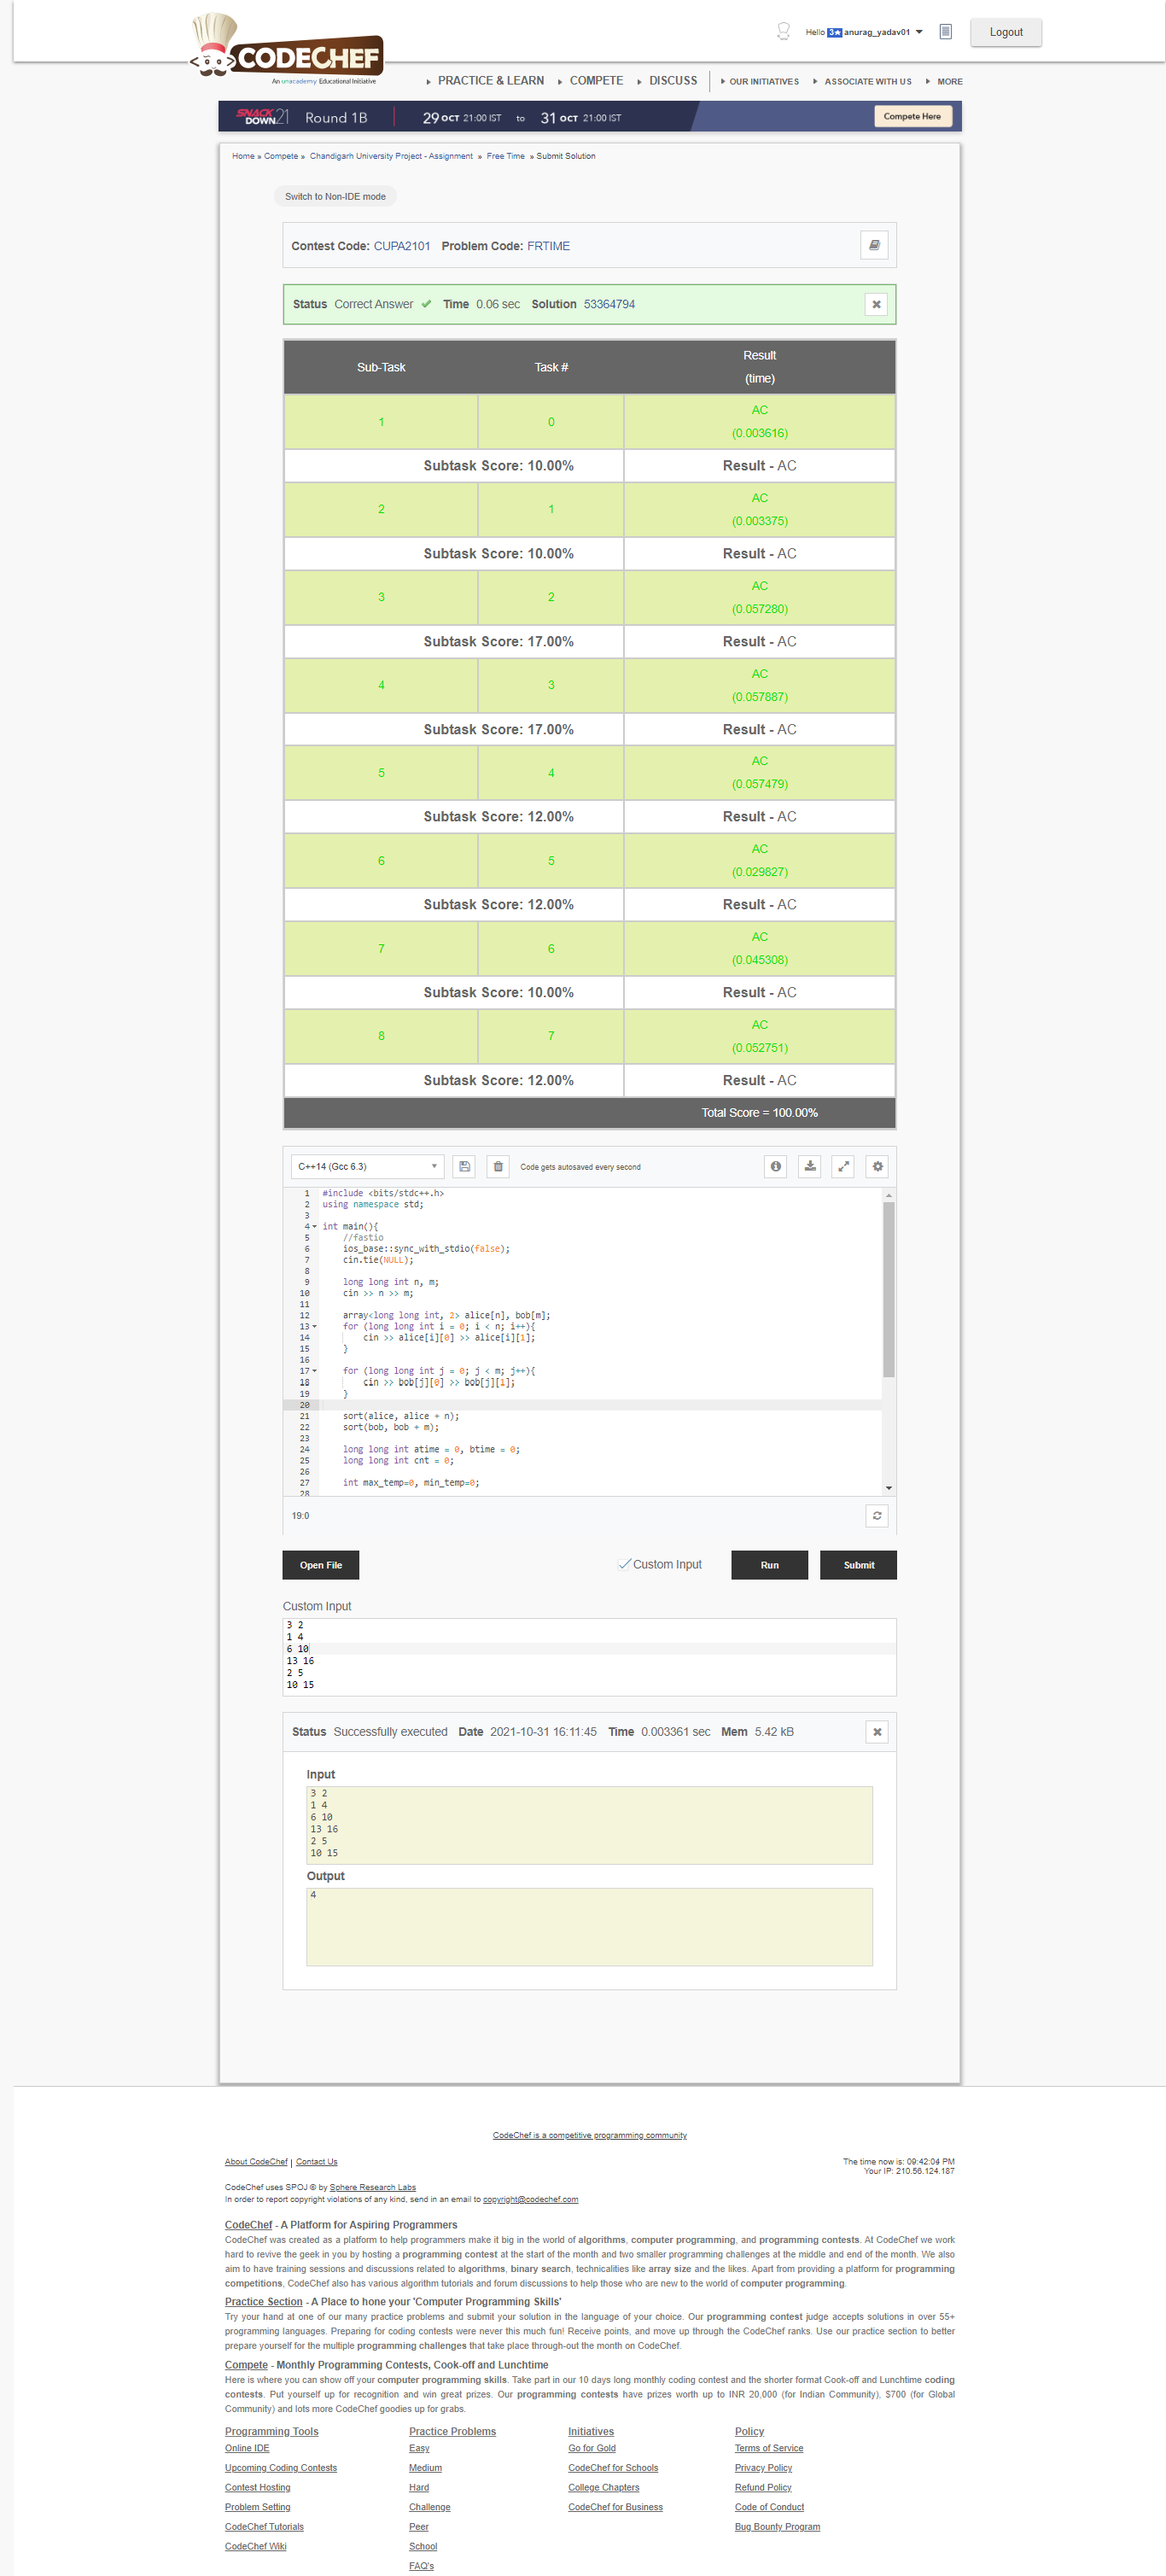 CODECHEF
An unacademy Educational Initiative
Hello 3★ anurag_yadav01
Logout
PRACTICE & LEARN COMPETE DISCUSS OUR INITIATIVES ASSOCIATE WITH US MORE
SNACKDOWN21 Round 1B 29 OCT 21:00 IST to 31 OCT 21:00 IST Compete Here
Home » Compete » Chandigarh University Project - Assignment » Free Time » Submit Solution
Switch to Non-IDE mode
Contest Code: CUPA2101 Problem Code: FRTIME
Status Correct Answer ✔ Time 0.06 sec Solution 53364794
Sub-Task Task # Result
(time)
1 0 AC
(0.003616)
Subtask Score: 10.00% Result - AC
2 1 AC
(0.003375)
Subtask Score: 10.00% Result - AC
3 2 AC
(0.057280)
Subtask Score: 17.00% Result - AC
4 3 AC
(0.057887)
Subtask Score: 17.00% Result - AC
5 4 AC
(0.057479)
Subtask Score: 12.00% Result - AC
6 5 AC
(0.029827)
Subtask Score: 12.00% Result - AC
7 6 AC
(0.045308)
Subtask Score: 10.00% Result - AC
8 7 AC
(0.052751)
Subtask Score: 12.00% Result - AC
Total Score = 100.00%
C++14 (Gcc 6.3) Code gets autosaved every second
1 #include <bits/stdc++.h>
2 using namespace std;
3
4 int main(){
5 //fastio
6 ios_base::sync_with_stdio(false);
7 cin.tie(NULL);
8
9 long long int n, m;
10 cin >> n >> m;
11
12 array<long long int, 2> alice[n], bob[m];
13 for (long long int i = 0; i < n; i++){
14 cin >> alice[i][0] >> alice[i][1];
15 }
16
17 for (long long int j = 0; j < m; j++){
18 cin >> bob[j][0] >> bob[j][1];
19 }
20
21 sort(alice, alice + n);
22 sort(bob, bob + m);
23
24 long long int atime = 0, btime = 0;
25 long long int cnt = 0;
26
27 int max_temp=0, min_temp=0;
28
19:0
Open File Custom Input Run Submit
Custom Input
3 2
1 4
6 10
13 16
2 5
10 15
Status Successfully executed Date 2021-10-31 16:11:45 Time 0.003361 sec Mem 5.42 kB
Input
3 2
1 4
6 10
13 16
2 5
10 15
Output
4
CodeChef is a competitive programming community
About CodeChef | Contact Us The time now is: 09:42:04 PM
Your IP: 210.56.124.187
CodeChef uses SPOJ © by Sphere Research Labs
In order to report copyright violations of any kind, send in an email to copyright@codechef.com
CodeChef - A Platform for Aspiring Programmers
CodeChef was created as a platform to help programmers make it big in the world of algorithms, computer programming, and programming contests. At CodeChef we work
hard to revive the geek in you by hosting a programming contest at the start of the month and two smaller programming challenges at the middle and end of the month. We also
aim to have training sessions and discussions related to algorithms, binary search, technicalities like array size and the likes. Apart from providing a platform for programming
competitions, CodeChef also has various algorithm tutorials and forum discussions to help those who are new to the world of computer programming.
Practice Section - A Place to hone your 'Computer Programming Skills'
Try your hand at one of our many practice problems and submit your solution in the language of your choice. Our programming contest judge accepts solutions in over 55+
programming languages. Preparing for coding contests were never this much fun! Receive points, and move up through the CodeChef ranks. Use our practice section to better
prepare yourself for the multiple programming challenges that take place through-out the month on CodeChef.
Compete - Monthly Programming Contests, Cook-off and Lunchtime
Here is where you can show off your computer programming skills. Take part in our 10 days long monthly coding contest and the shorter format Cook-off and Lunchtime coding
contests. Put yourself up for recognition and win great prizes. Our programming contests have prizes worth up to INR 20,000 (for Indian Community), $700 (for Global
Community) and lots more CodeChef goodies up for grabs.
Programming Tools Practice Problems Initiatives Policy
Online IDE Easy Go for Gold Terms of Service
Upcoming Coding Contests Medium CodeChef for Schools Privacy Policy
Contest Hosting Hard College Chapters Refund Policy
Problem Setting Challenge CodeChef for Business Code of Conduct
CodeChef Tutorials Peer Bug Bounty Program
CodeChef Wiki School
FAQ's